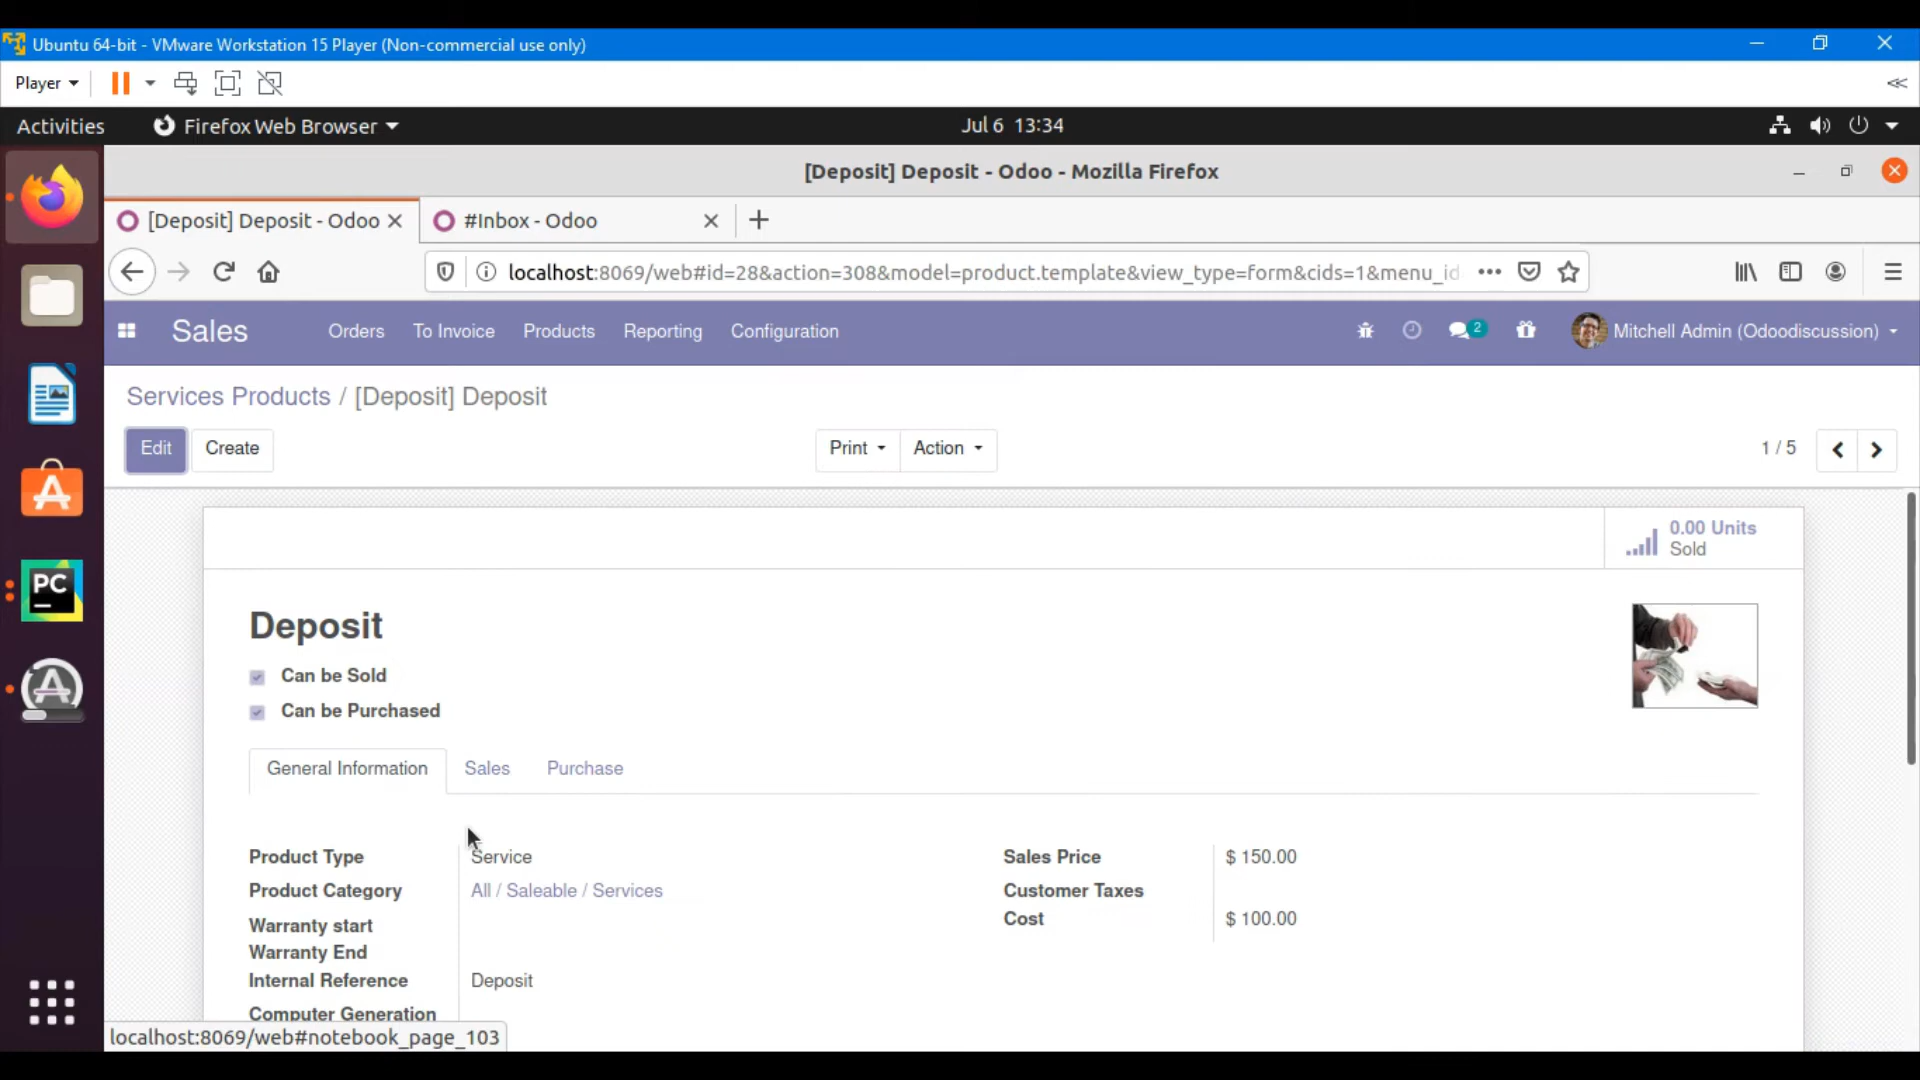 Ubuntu 64-bit - VMware Workstation 15 Player (Non-commercial use only)
Player
Activities
Firefox Web Browser
Jul 6 13:34
[Deposit] Deposit - Odoo - Mozilla Firefox
[Deposit] Deposit - Odoo
#Inbox - Odoo
localhost:8069/web#id=28&action=308&model=product.template&view_type=form&cids=1&menu_id
Sales
Orders
To Invoice
Products
Reporting
Configuration
2
Mitchell Admin (Odoodiscussion)
Services Products / [Deposit] Deposit
Edit
Create
Print
Action
1 / 5
0.00 Units
Sold
Deposit
Can be Sold
Can be Purchased
General Information
Sales
Purchase
Product Type
Service
Product Category
All / Saleable / Services
Warranty start
Warranty End
Internal Reference
Deposit
Computer Generation
Sales Price
$ 150.00
Customer Taxes
Cost
$ 100.00
PC
localhost:8069/web#notebook_page_103